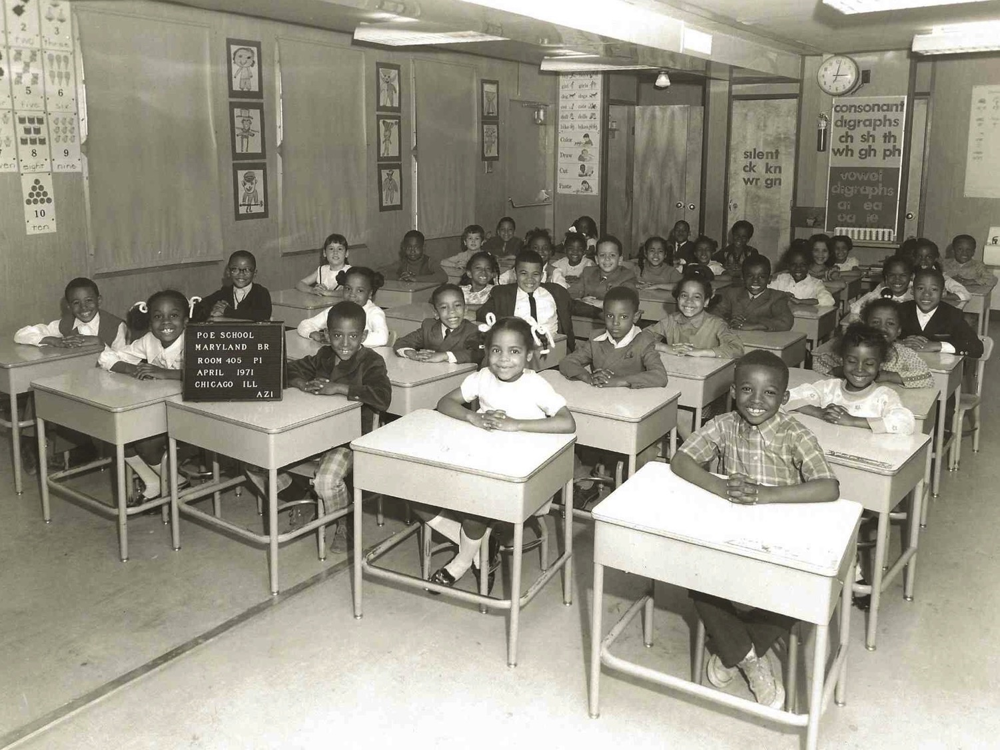 2 3
two three
5 6
five six
7 8 9
ven eight nine
10
ten
girl girls
dog dogs
cat cats
doll dolls
bike bikes
Color
Draw
Cut
Paste
silent
ck kn
wr gn
consonant
digraphs
ch sh th
wh gh ph
vowel
digraphs
ai ea
oa ie
POE SCHOOL
MARYLAND BR
ROOM 405 P1
APRIL 1971
CHICAGO ILL
AZ1